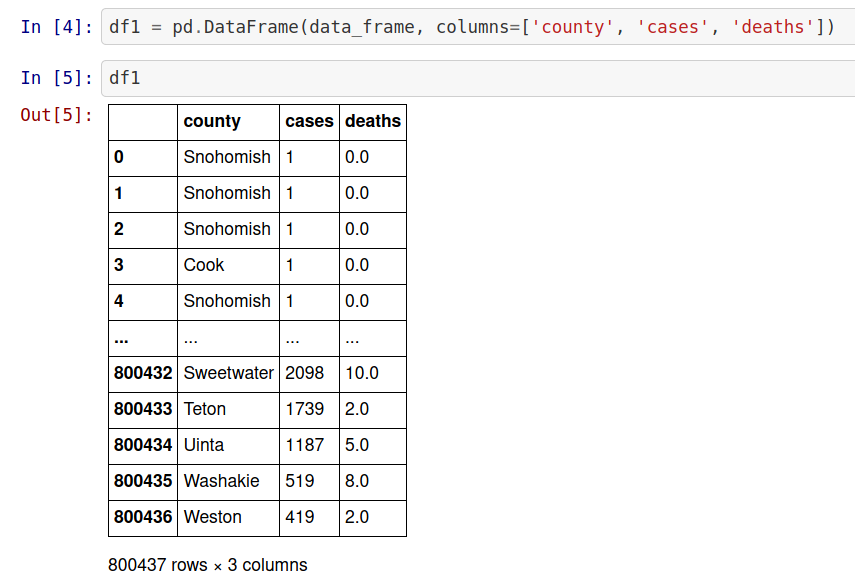 In [4]: df1 = pd.DataFrame(data_frame, columns=['county', 'cases', 'deaths'])
In [5]: df1
Out[5]:
county cases deaths
0 Snohomish 1 0.0
1 Snohomish 1 0.0
2 Snohomish 1 0.0
3 Cook 1 0.0
4 Snohomish 1 0.0
... ... ... ...
800432 Sweetwater 2098 10.0
800433 Teton 1739 2.0
800434 Uinta 1187 5.0
800435 Washakie 519 8.0
800436 Weston 419 2.0
800437 rows × 3 columns